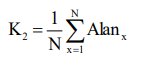 K₂ = 1/N ∑_{x=1}^{N} Alanₓ